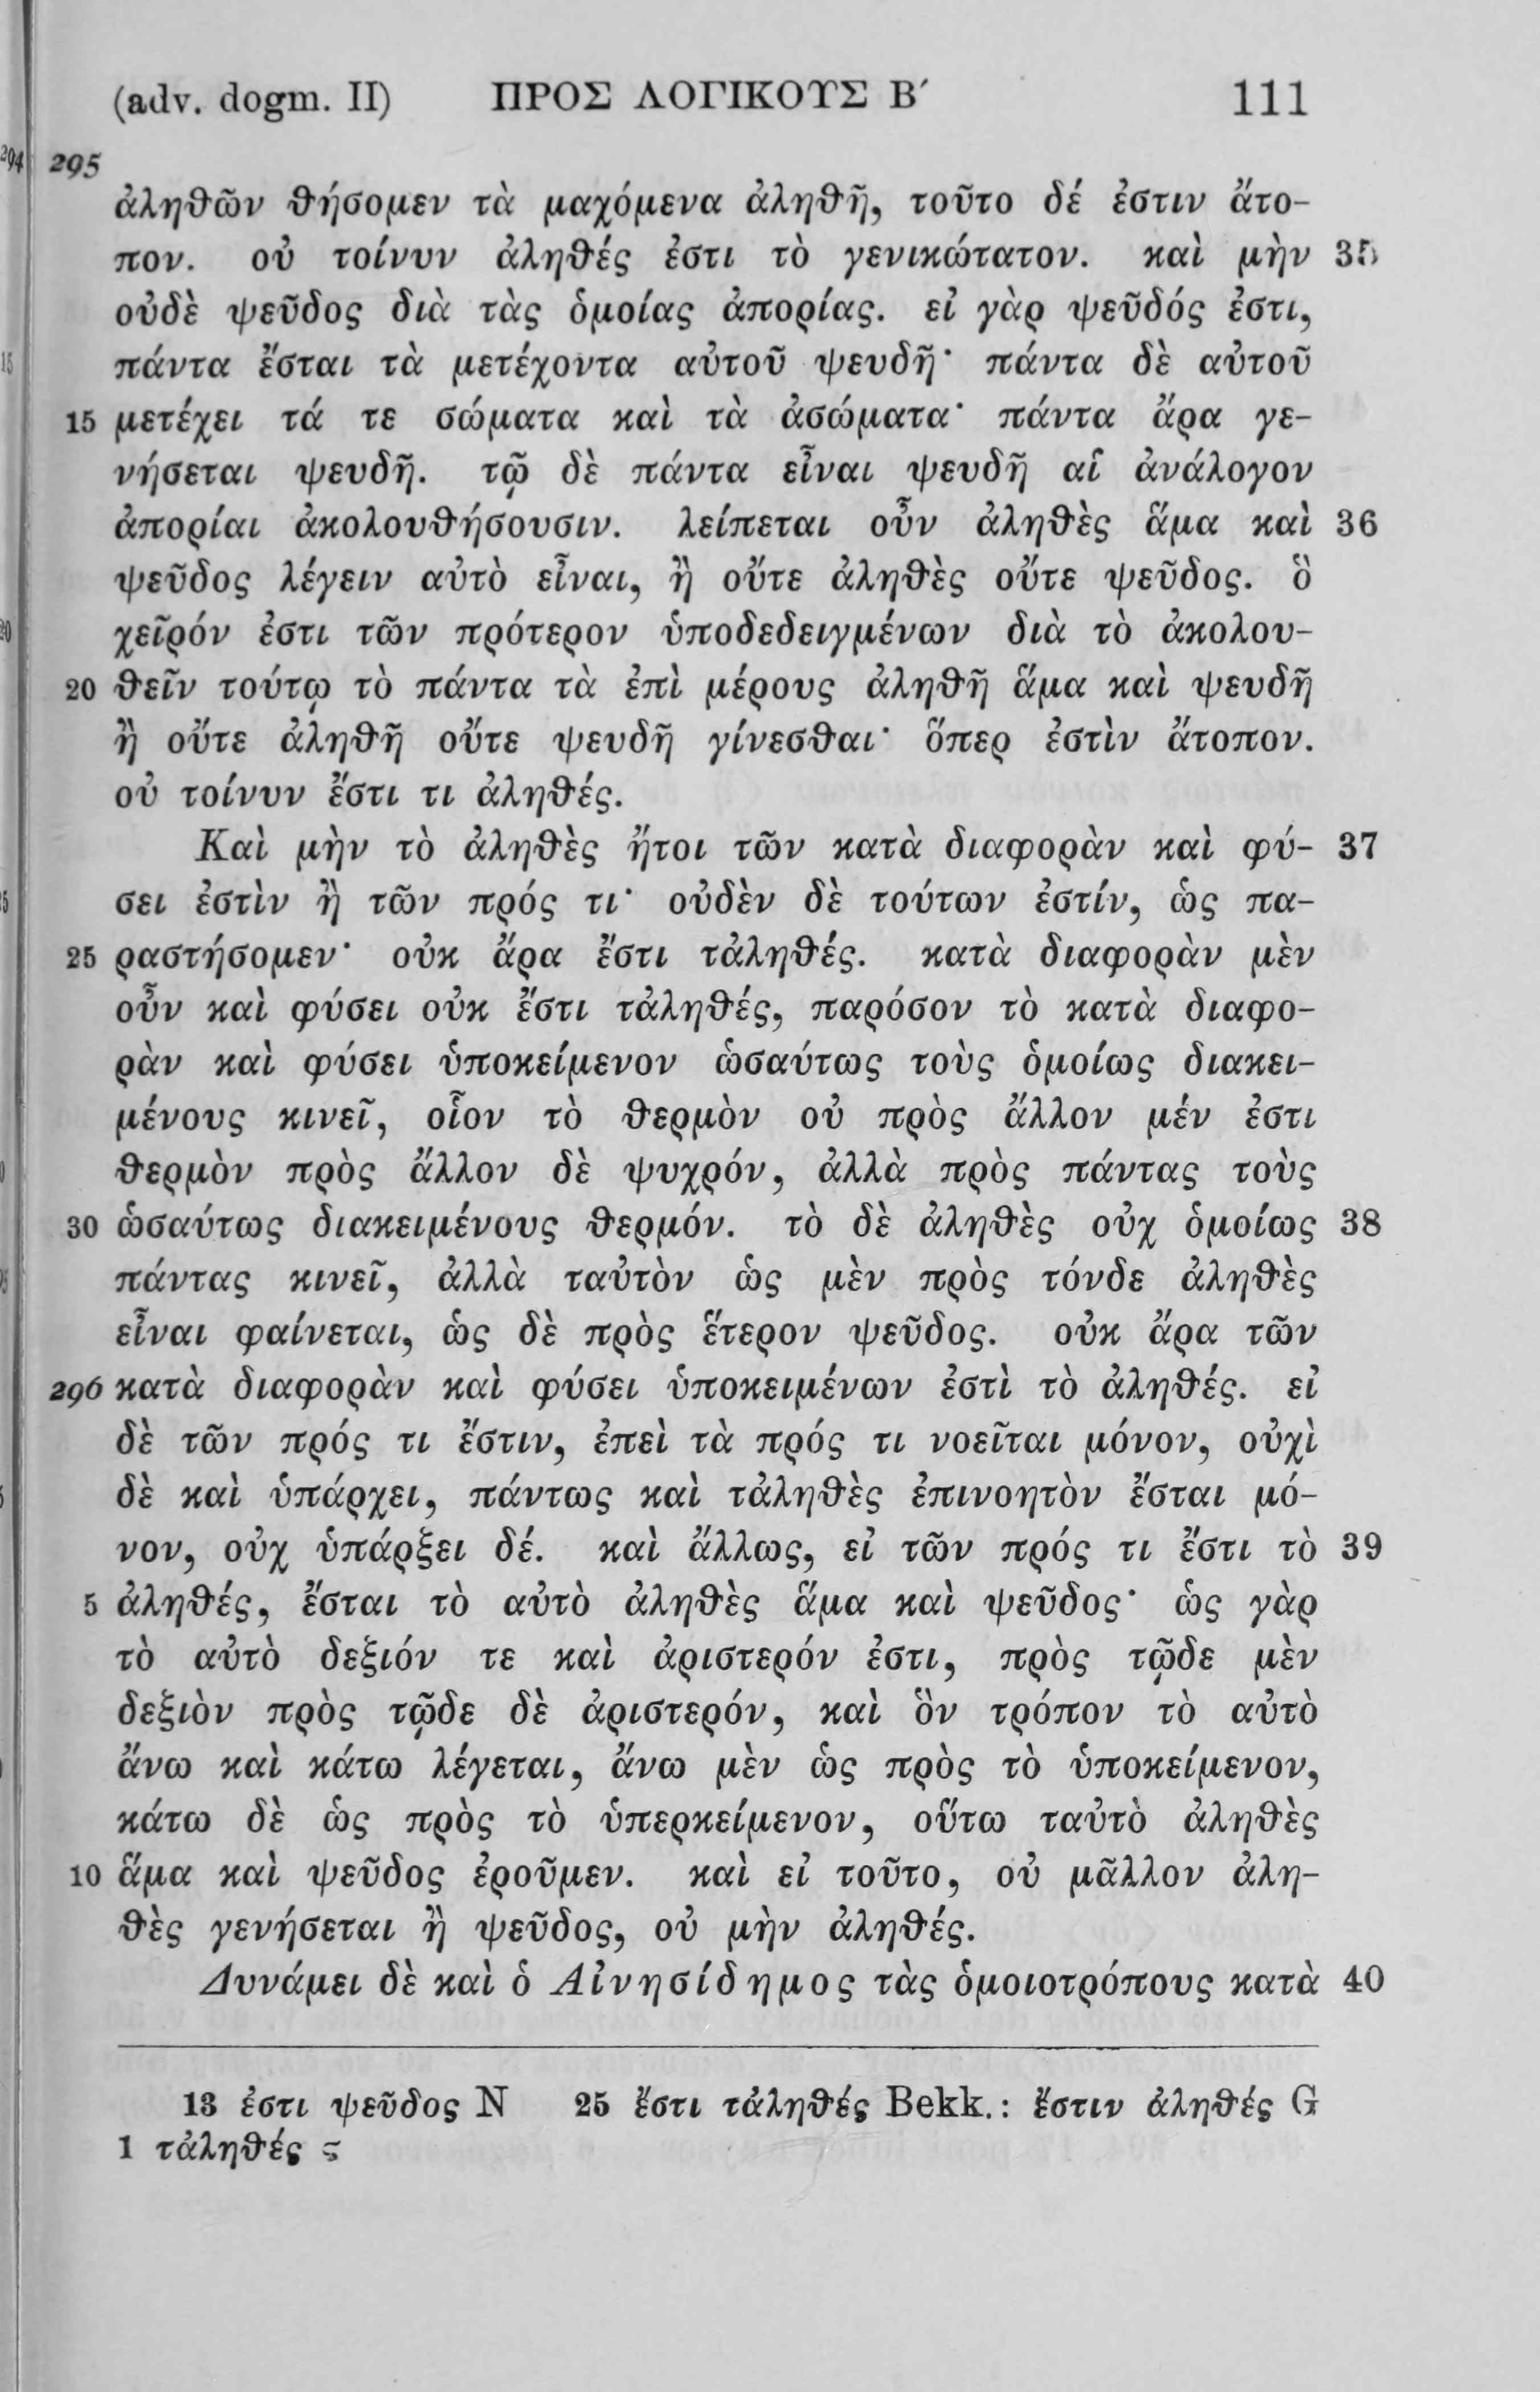 (adv. dogm. II) ΠΡΟΣ ΛΟΓΙΚΟΥΣ Β′ 111
294 295
ἀληθῶν θήσομεν τὰ μαχόμενα ἀληθῆ, τοῦτο δέ ἐστιν ἄτο-
πον. οὐ τοίνυν ἀληθές ἐστι τὸ γενικώτατον. καὶ μὴν 35
οὐδὲ ψεῦδος διὰ τὰς ὁμοίας ἀπορίας. εἰ γὰρ ψεῦδός ἐστι,
πάντα ἔσται τὰ μετέχοντα αὐτοῦ ψευδῆ· πάντα δὲ αὐτοῦ
15 μετέχει τά τε σώματα καὶ τὰ ἀσώματα· πάντα ἄρα γε-
νήσεται ψευδῆ. τῷ δὲ πάντα εἶναι ψευδῆ αἱ ἀνάλογον
ἀπορίαι ἀκολουθήσουσιν. λείπεται οὖν ἀληθὲς ἅμα καὶ 36
ψεῦδος λέγειν αὐτὸ εἶναι, ἢ οὔτε ἀληθὲς οὔτε ψεῦδος. ὃ
χεῖρόν ἐστι τῶν πρότερον ὑποδεδειγμένων διὰ τὸ ἀκολου-
20 θεῖν τούτῳ τὸ πάντα τὰ ἐπὶ μέρους ἀληθῆ ἅμα καὶ ψευδῆ
ἢ οὔτε ἀληθῆ οὔτε ψευδῆ γίνεσθαι· ὅπερ ἐστὶν ἄτοπον.
οὐ τοίνυν ἔστι τι ἀληθές.
Καὶ μὴν τὸ ἀληθὲς ἤτοι τῶν κατὰ διαφορὰν καὶ φύ- 37
σει ἐστὶν ἢ τῶν πρός τι· οὐδὲν δὲ τούτων ἐστίν, ὡς πα-
25 ραστήσομεν· οὐκ ἄρα ἔστι τἀληθές. κατὰ διαφορὰν μὲν
οὖν καὶ φύσει οὐκ ἔστι τἀληθές, παρόσον τὸ κατὰ διαφο-
ρὰν καὶ φύσει ὑποκείμενον ὡσαύτως τοὺς ὁμοίως διακει-
μένους κινεῖ, οἷον τὸ θερμὸν οὐ πρὸς ἄλλον μέν ἐστι
θερμὸν πρὸς ἄλλον δὲ ψυχρόν, ἀλλὰ πρὸς πάντας τοὺς
30 ὡσαύτως διακειμένους θερμόν. τὸ δὲ ἀληθὲς οὐχ ὁμοίως 38
πάντας κινεῖ, ἀλλὰ ταὐτὸν ὡς μὲν πρὸς τόνδε ἀληθὲς
εἶναι φαίνεται, ὡς δὲ πρὸς ἕτερον ψεῦδος. οὐκ ἄρα τῶν
296 κατὰ διαφορὰν καὶ φύσει ὑποκειμένων ἐστὶ τὸ ἀληθές. εἰ
δὲ τῶν πρός τι ἔστιν, ἐπεὶ τὰ πρός τι νοεῖται μόνον, οὐχὶ
δὲ καὶ ὑπάρχει, πάντως καὶ τἀληθὲς ἐπινοητὸν ἔσται μό-
νον, οὐχ ὑπάρξει δέ. καὶ ἄλλως, εἰ τῶν πρός τι ἔστι τὸ 39
5 ἀληθές, ἔσται τὸ αὐτὸ ἀληθὲς ἅμα καὶ ψεῦδος· ὡς γὰρ
τὸ αὐτὸ δεξιόν τε καὶ ἀριστερόν ἐστι, πρὸς τῷδε μὲν
δεξιὸν πρὸς τῷδε δὲ ἀριστερόν, καὶ ὃν τρόπον τὸ αὐτὸ
ἄνω καὶ κάτω λέγεται, ἄνω μὲν ὡς πρὸς τὸ ὑποκείμενον,
κάτω δὲ ὡς πρὸς τὸ ὑπερκείμενον, οὕτω ταὐτὸ ἀληθὲς
10 ἅμα καὶ ψεῦδος ἐροῦμεν. καὶ εἰ τοῦτο, οὐ μᾶλλον ἀλη-
θὲς γενήσεται ἢ ψεῦδος, οὐ μὴν ἀληθές.
Δυνάμει δὲ καὶ ὁ Αἰνησίδημος τὰς ὁμοιοτρόπους κατὰ 40
13 ἐστι ψεῦδος N 25 ἔστι τἀληθές Bekk.: ἔστιν ἀληθές G
1 τἀληθές ς